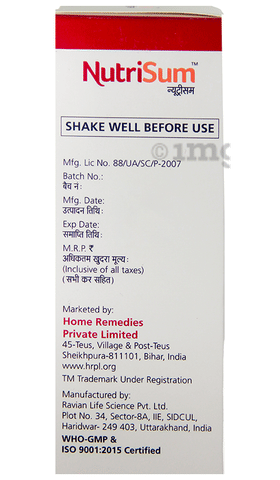 NutriSum™
न्यूट्रीसम
SHAKE WELL BEFORE USE
1mg
Mfg. Lic No. 88/UA/SC/P-2007
Batch No.:
बैच नं:
Mfg. Date:
उत्पादन तिथि:
Exp Date:
समाप्ति तिथि:
M.R.P. ₹
अधिकतम खुदरा मूल्य:
(Inclusive of all taxes)
(सभी कर सहित)
Marketed by:
Home Remedies
Private Limited
45-Teus, Village & Post-Teus
Sheikhpura-811101, Bihar, India
www.hrpl.org
TM Trademark Under Registration
Manufactured by:
Ravian Life Science Pvt. Ltd.
Plot No. 34, Sector-8A, IIE, SIDCUL,
Haridwar- 249 403, Uttarakhand, India
WHO-GMP &
ISO 9001:2015 Certified